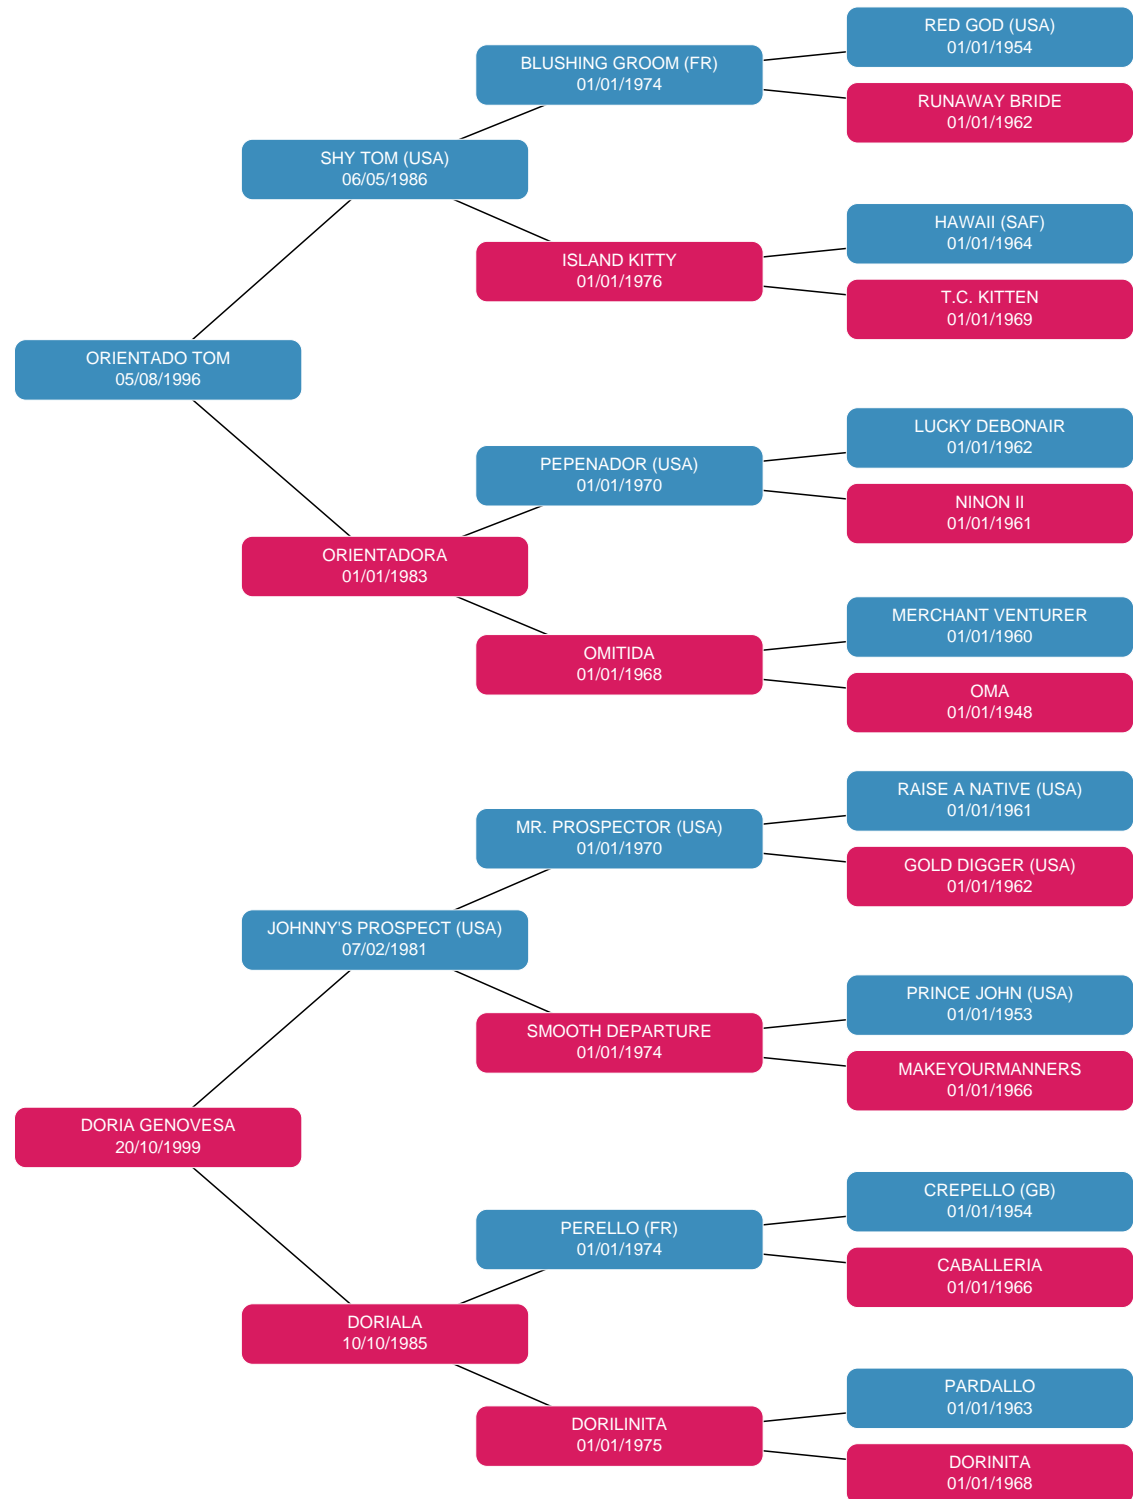 RED GOD (USA)
01/01/1954
BLUSHING GROOM (FR)
01/01/1974
RUNAWAY BRIDE
01/01/1962
SHY TOM (USA)
06/05/1986
HAWAII (SAF)
01/01/1964
ISLAND KITTY
01/01/1976
T.C. KITTEN
01/01/1969
ORIENTADO TOM
05/08/1996
LUCKY DEBONAIR
01/01/1962
PEPENADOR (USA)
01/01/1970
NINON II
01/01/1961
ORIENTADORA
01/01/1983
MERCHANT VENTURER
01/01/1960
OMITIDA
01/01/1968
OMA
01/01/1948
RAISE A NATIVE (USA)
01/01/1961
MR. PROSPECTOR (USA)
01/01/1970
GOLD DIGGER (USA)
01/01/1962
JOHNNY'S PROSPECT (USA)
07/02/1981
PRINCE JOHN (USA)
01/01/1953
SMOOTH DEPARTURE
01/01/1974
MAKEYOURMANNERS
01/01/1966
DORIA GENOVESA
20/10/1999
CREPELLO (GB)
01/01/1954
PERELLO (FR)
01/01/1974
CABALLERIA
01/01/1966
DORIALA
10/10/1985
PARDALLO
01/01/1963
DORILINITA
01/01/1975
DORINITA
01/01/1968